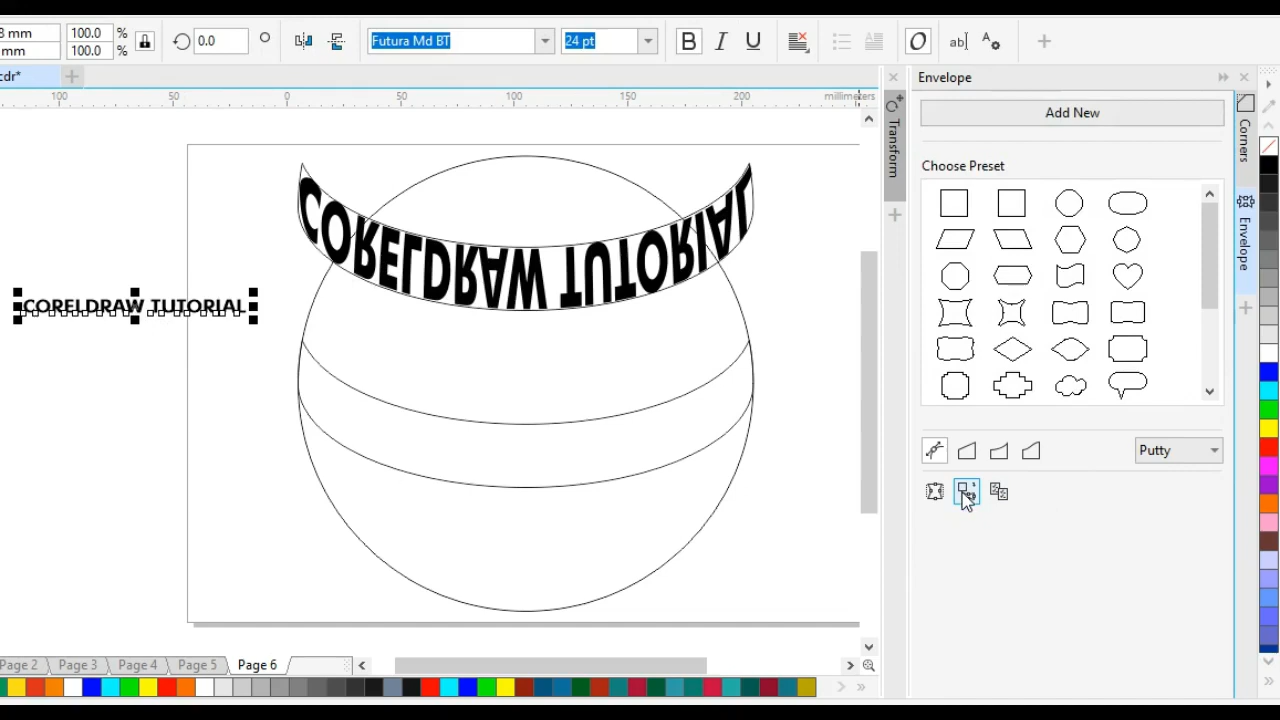 8 mm
mm
100.0 %
100.0 %
0.0
Futura Md BT
24 pt
B I U
O
ab
cdr*
Envelope
100 50 0 50 100 150 200 millimeters
Add New
Transform
Corners
Choose Preset
Envelope
CORELDRAW TUTORIAL
CORELDRAW TUTORIAL
Putty
Page 2 Page 3 Page 4 Page 5 Page 6